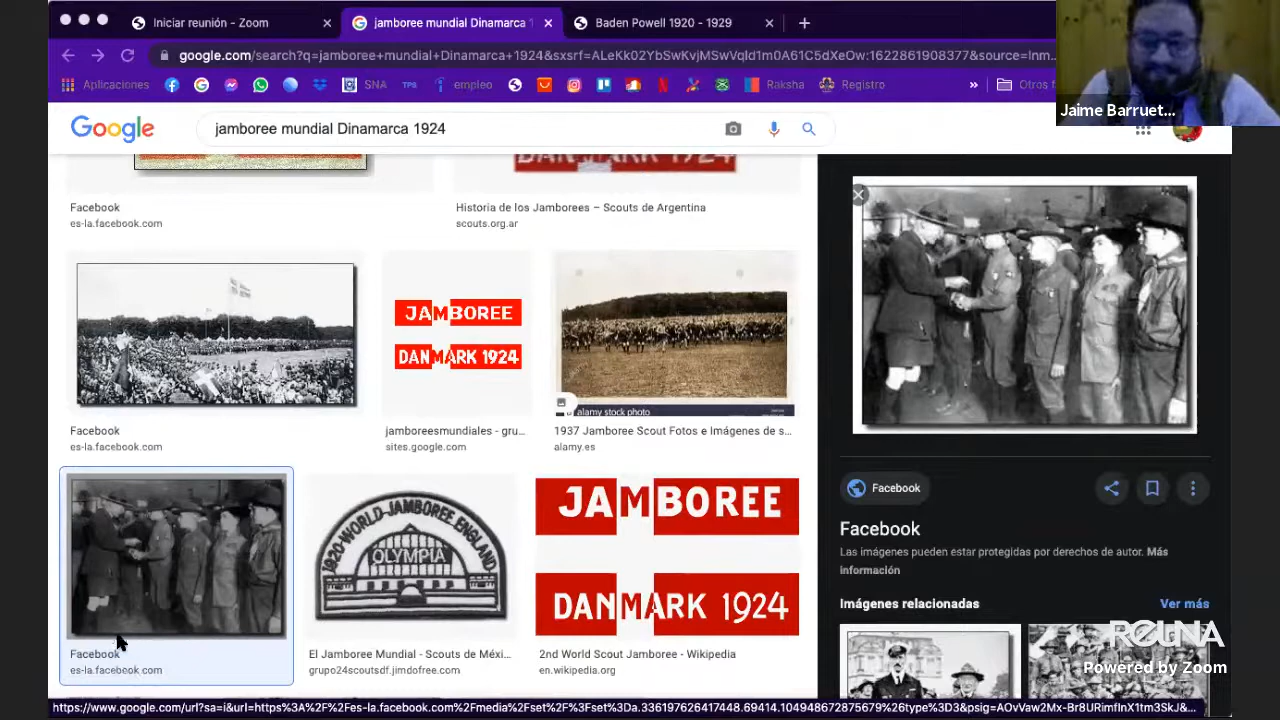 Iniciar reunión - Zoom
jamboree mundial Dinamarca 1
Baden Powell 1920 - 1929
google.com/search?q=jamboree+mundial+Dinamarca+1924&sxsrf=ALeKk02YbSwKvjMSwVqId1m0A61C5dXeOw:1622861908377&source=lnm...
Aplicaciones
SNA
TPS
empleo
Raksha
Registro
»
Otros f
Jaime Barruet...
Google
jamboree mundial Dinamarca 1924
DANMARK 1924
Facebook
es-la.facebook.com
Historia de los Jamborees – Scouts de Argentina
scouts.org.ar
JAMBOREE
DANMARK 1924
alamy stock photo
Facebook
es-la.facebook.com
jamboreesmundiales - gru...
sites.google.com
1937 Jamboree Scout Fotos e Imágenes de s...
alamy.es
1920-WORLD-JAMBOREE ENGLAND
OLYMPIA
JAMBOREE
DANMARK 1924
Facebook
es-la.facebook.com
El Jamboree Mundial - Scouts de Méxi...
grupo24scoutsdf.jimdofree.com
2nd World Scout Jamboree - Wikipedia
en.wikipedia.org
Facebook
Facebook
Las imágenes pueden estar protegidas por derechos de autor. Más
información
Imágenes relacionadas
Ver más
REUNA
Powered by Zoom
https://www.google.com/url?sa=i&url=https%3A%2F%2Fes-la.facebook.com%2Fmedia%2Fset%2F%3Fset%3Da.336197626417448.69414.104948672875679%26type%3D3&psig=AOvVaw2Mx-Br8URimfInX1tm3SkJ&...